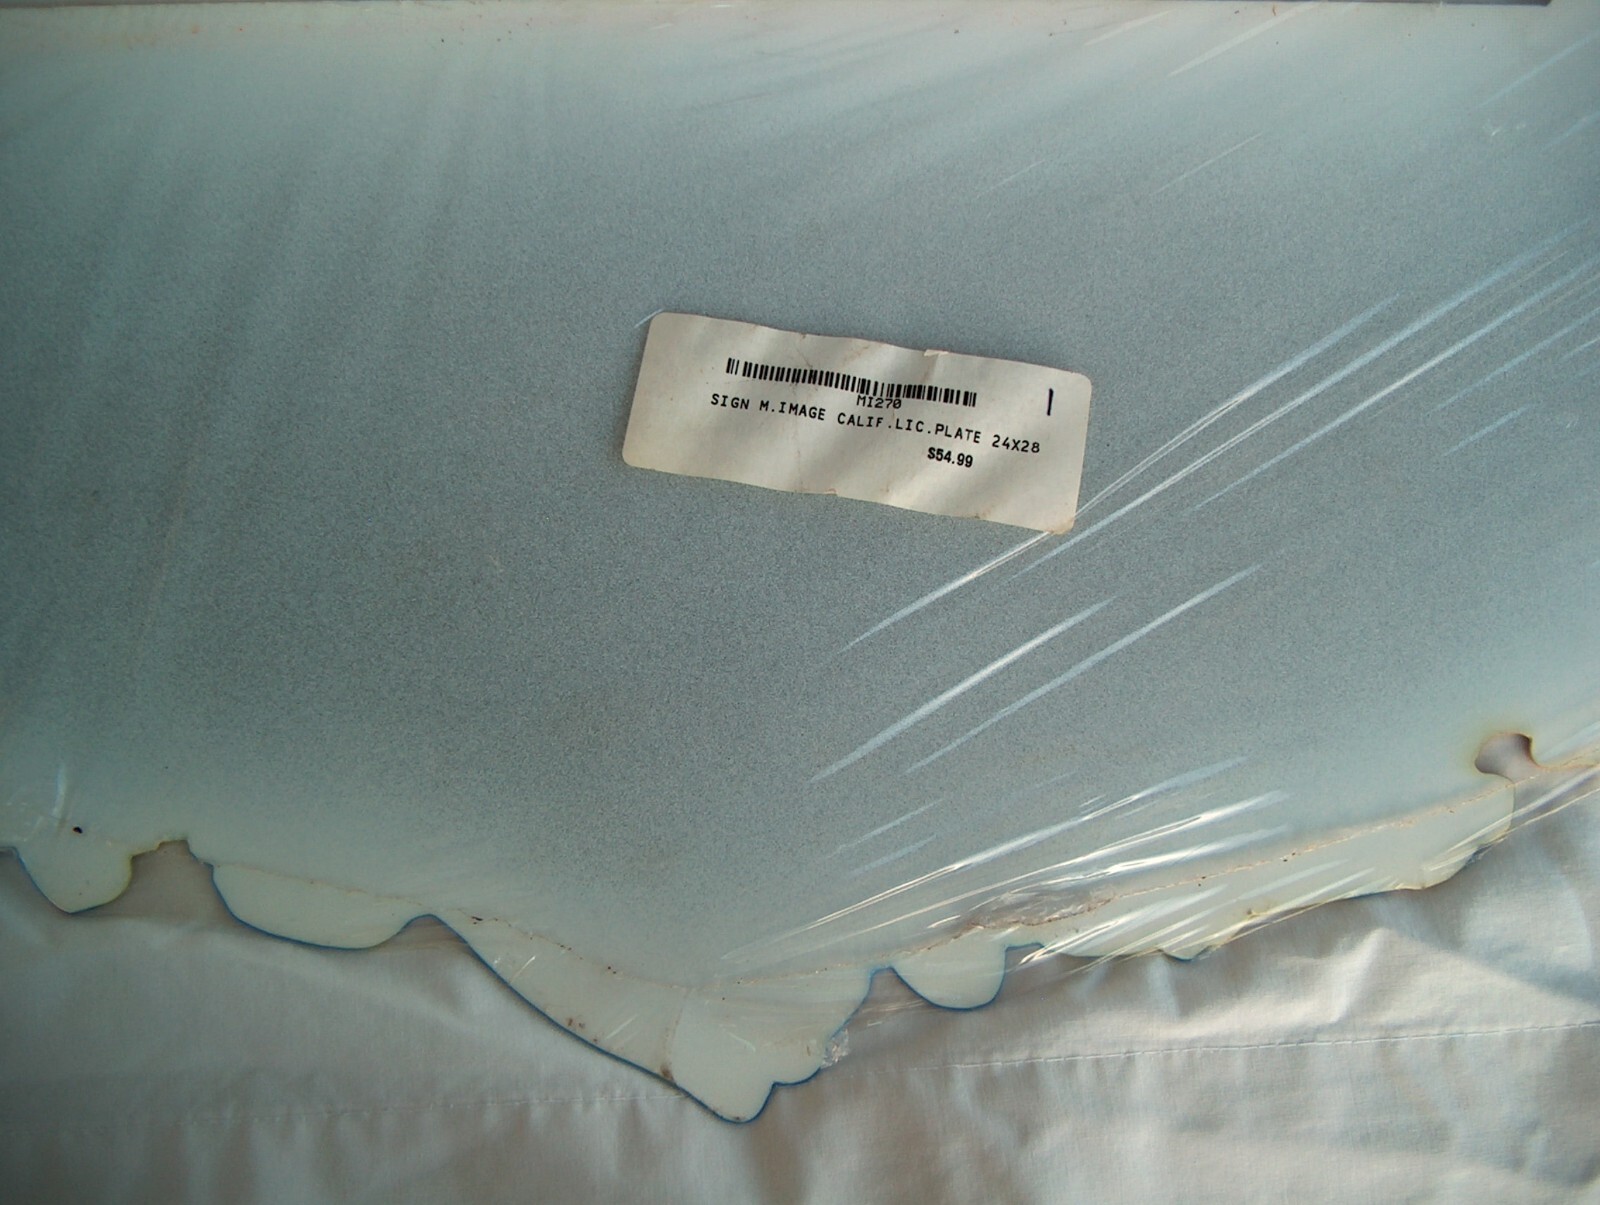 MI270
SIGN M.IMAGE CALIF.LIC.PLATE 24X28
$54.99